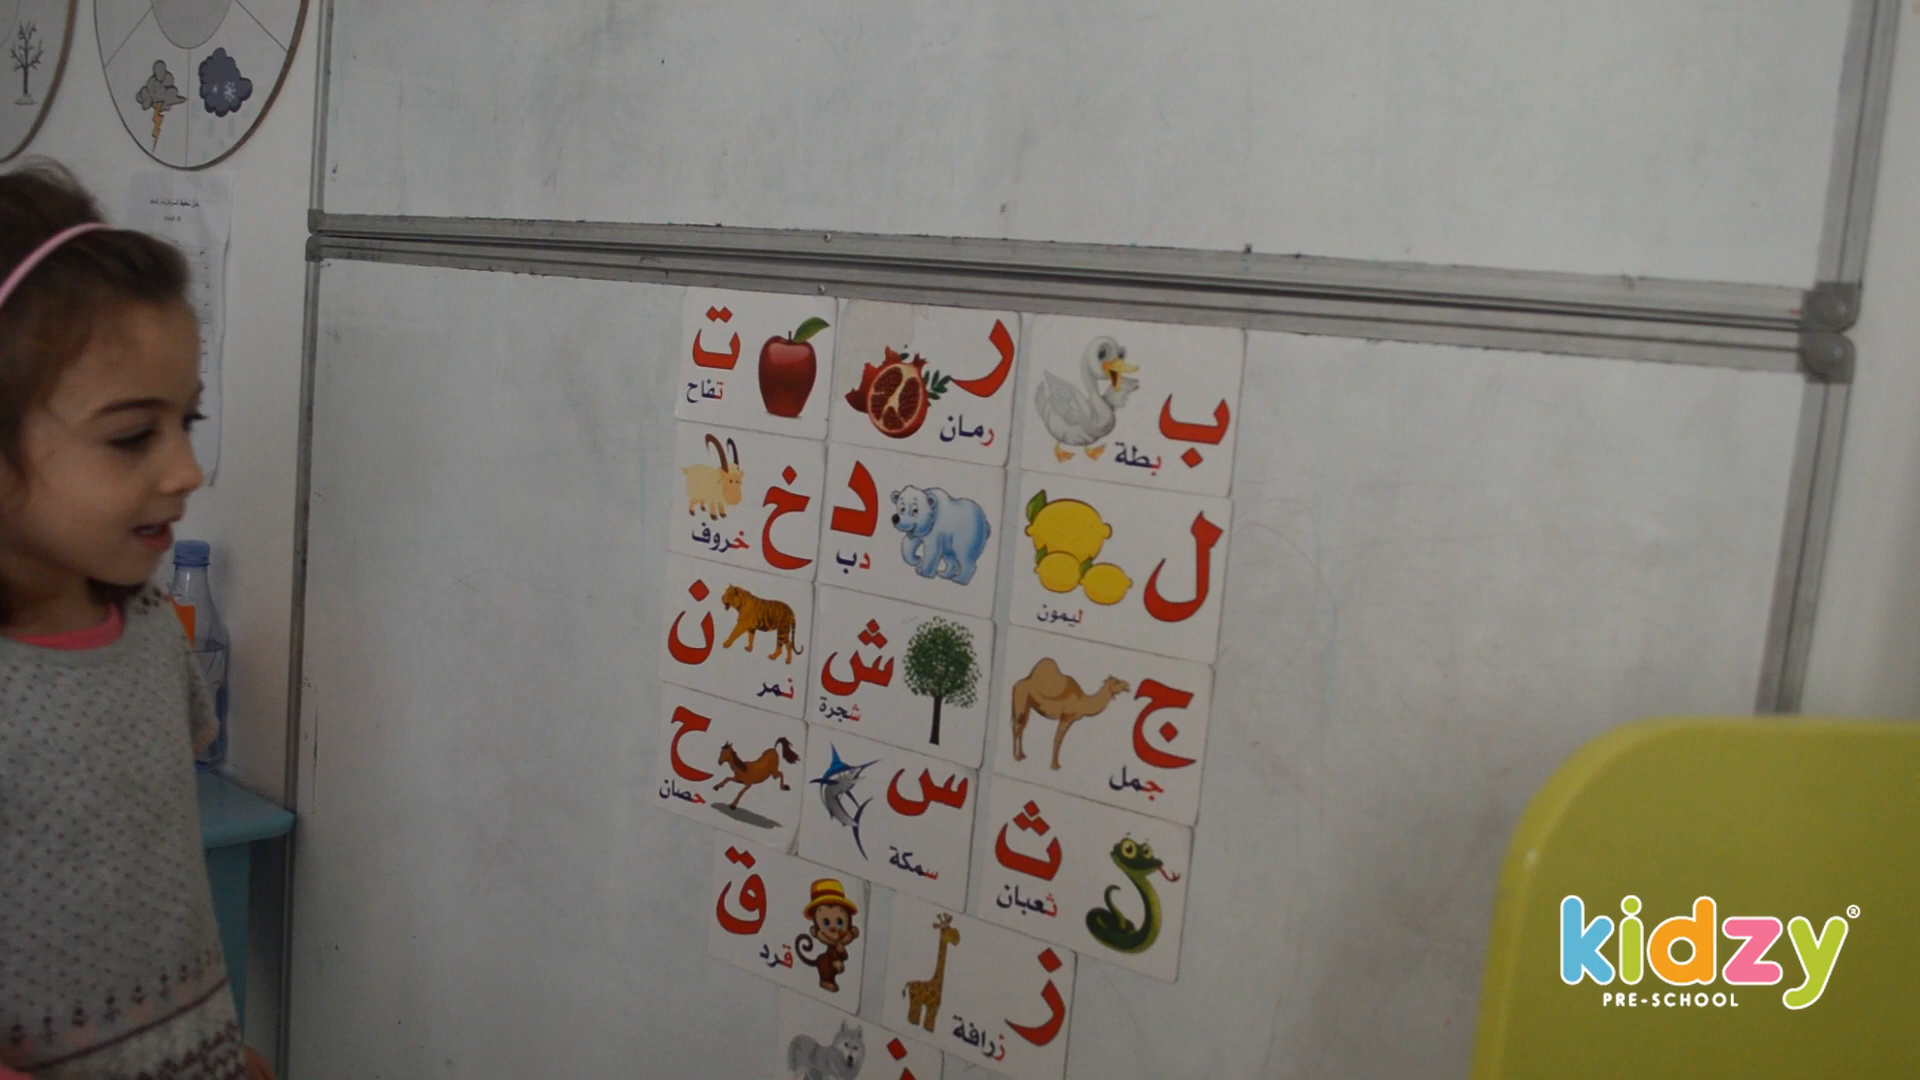 ب
بطة
ر
رمان
ت
تفاح
ل
ليمون
د
دب
خ
خروف
ج
جمل
ش
شجرة
ن
نمر
ث
ثعبان
س
سمكة
ح
حصان
ز
زرافة
ق
قرد
kidzy®
PRE-SCHOOL